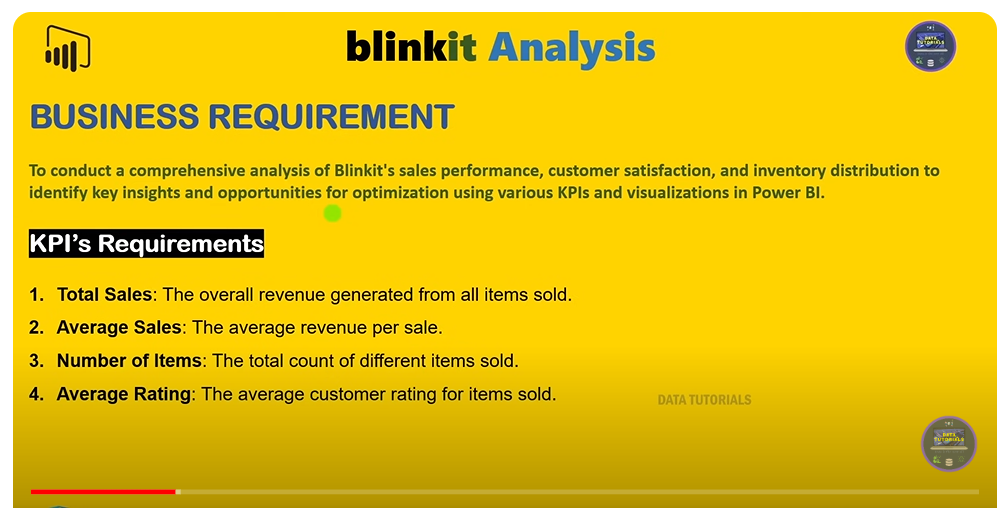 blinkit Analysis
DATA
TUTORIALS
BUSINESS REQUIREMENT
To conduct a comprehensive analysis of Blinkit's sales performance, customer satisfaction, and inventory distribution to
identify key insights and opportunities for optimization using various KPIs and visualizations in Power BI.
KPI’s Requirements
1. Total Sales: The overall revenue generated from all items sold.
2. Average Sales: The average revenue per sale.
3. Number of Items: The total count of different items sold.
4. Average Rating: The average customer rating for items sold.
DATA TUTORIALS
DATA
TUTORIALS